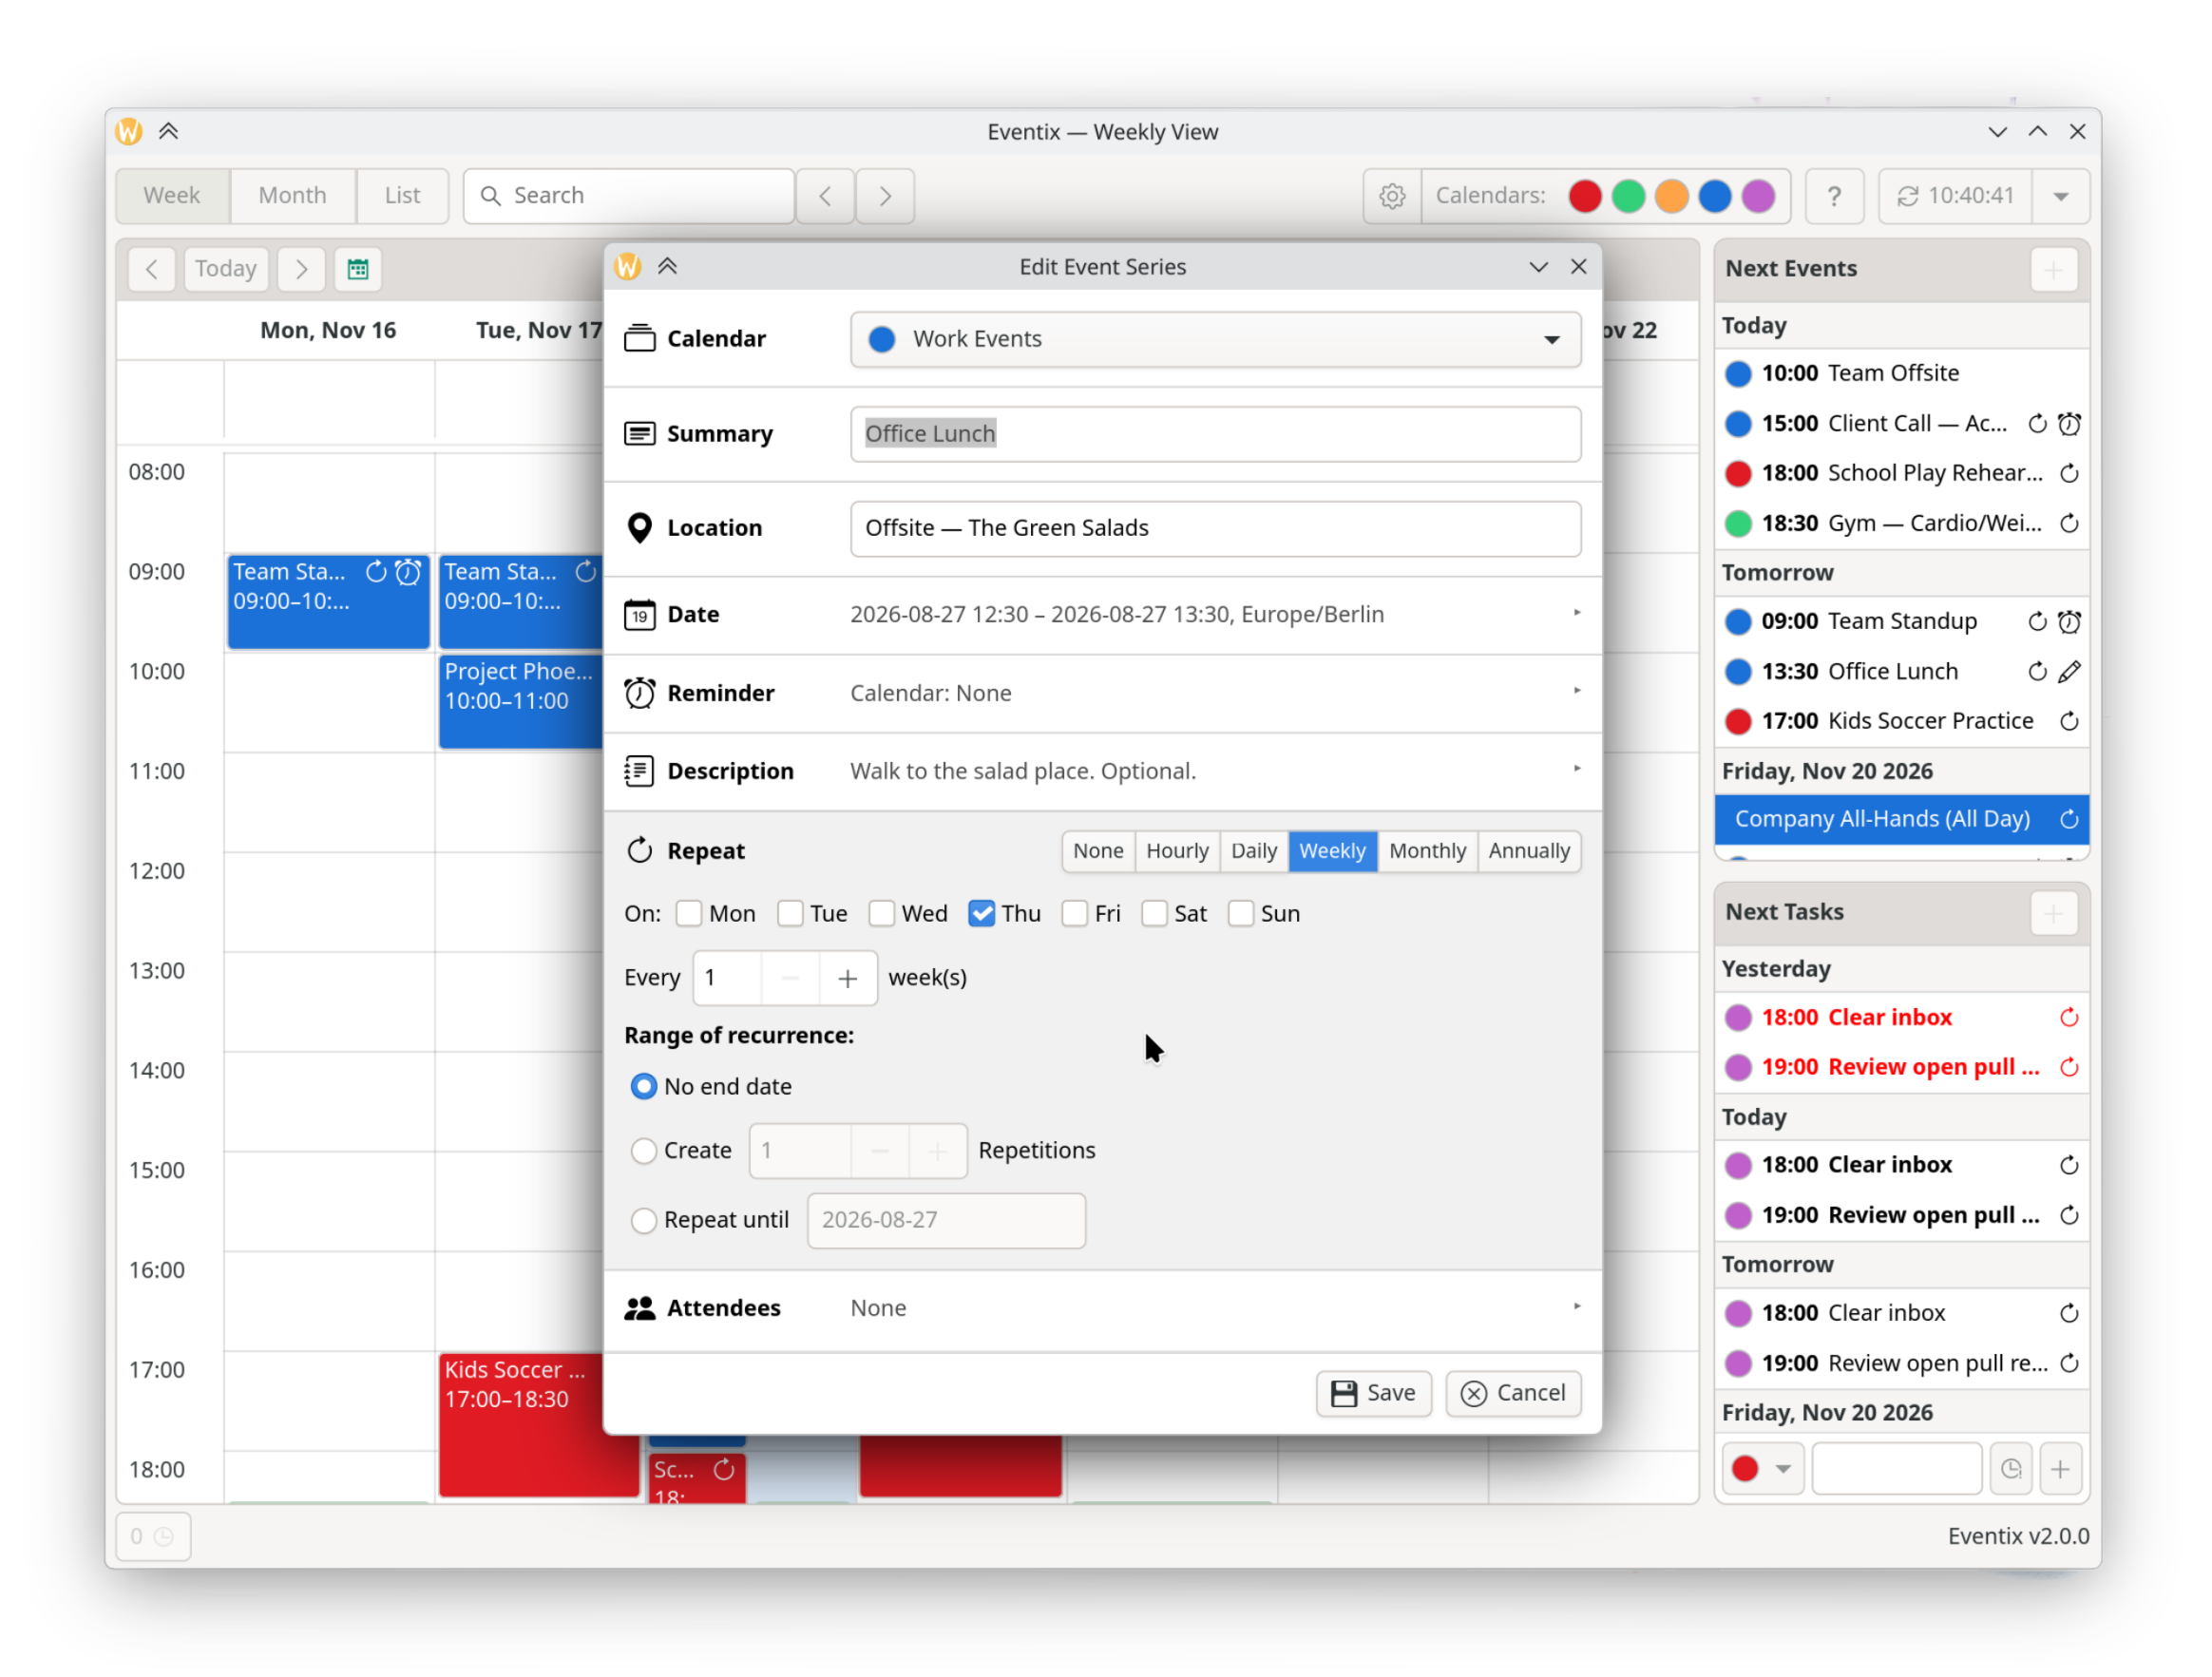 Eventix — Weekly View
Week Month List Search Calendars: ? 10:40:41
Today
Mon, Nov 16 Tue, Nov 17 ov 22
08:00
09:00
10:00
11:00
12:00
13:00
14:00
15:00
16:00
17:00
18:00
Team Sta...
09:00–10:...
Team Sta...
09:00–10:...
Project Phoe...
10:00–11:00
Kids Soccer ...
17:00–18:30
Sc...
18:
Edit Event Series
Calendar Work Events
Summary Office Lunch
Location Offsite — The Green Salads
19 Date 2026-08-27 12:30 – 2026-08-27 13:30, Europe/Berlin
Reminder Calendar: None
Description Walk to the salad place. Optional.
Repeat None Hourly Daily Weekly Monthly Annually
On: Mon Tue Wed Thu Fri Sat Sun
Every 1 − + week(s)
Range of recurrence:
No end date
Create 1 − + Repetitions
Repeat until 2026-08-27
Attendees None
Save Cancel
Next Events +
Today
10:00 Team Offsite
15:00 Client Call — Ac...
18:00 School Play Rehear...
18:30 Gym — Cardio/Wei...
Tomorrow
09:00 Team Standup
13:30 Office Lunch
17:00 Kids Soccer Practice
Friday, Nov 20 2026
Company All-Hands (All Day)
Next Tasks +
Yesterday
18:00 Clear inbox
19:00 Review open pull ...
Today
18:00 Clear inbox
19:00 Review open pull ...
Tomorrow
18:00 Clear inbox
19:00 Review open pull re...
Friday, Nov 20 2026
+
0
Eventix v2.0.0